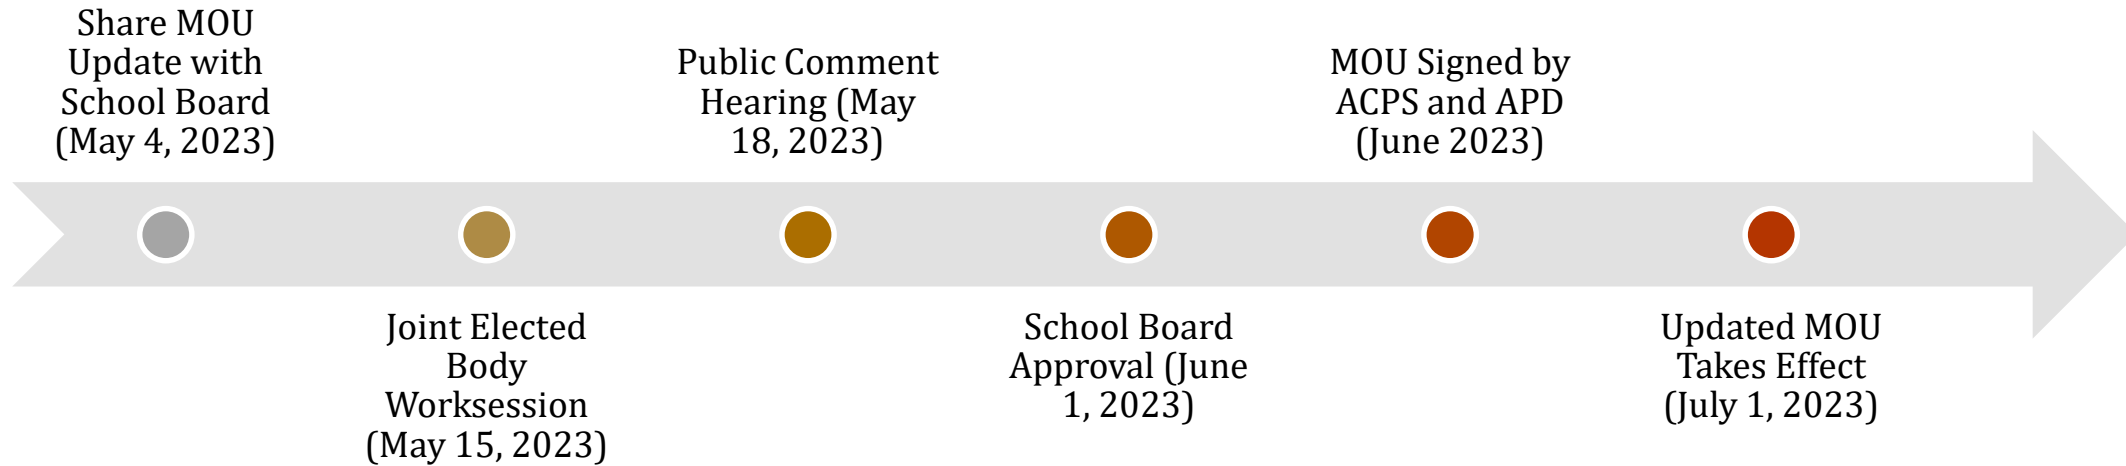 Share MOU
Update with
School Board
(May 4, 2023)
Joint Elected
Body
Worksession
(May 15, 2023)
Public Comment
Hearing (May
18, 2023)
School Board
Approval (June
1, 2023)
MOU Signed by
ACPS and APD
(June 2023)
Updated MOU
Takes Effect
(July 1, 2023)